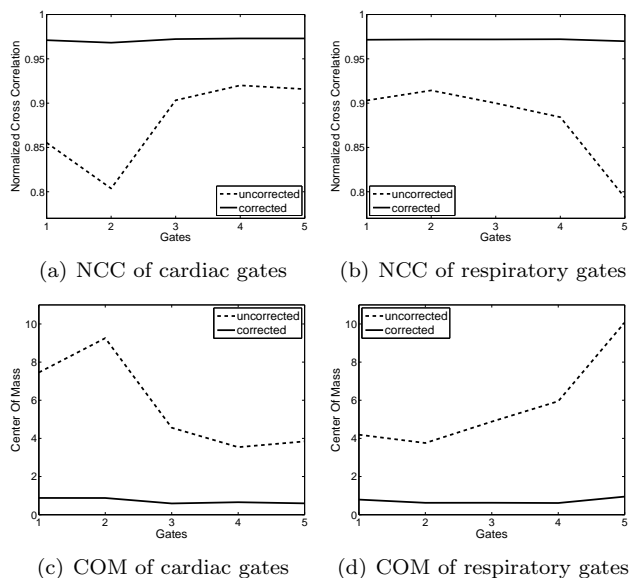 1
0.95
0.9
0.85
0.8
Normalized Cross Correlation
uncorrected
corrected
1 2 3 4 5
Gates
(a) NCC of cardiac gates
1
0.95
0.9
0.85
0.8
Normalized Cross Correlation
uncorrected
corrected
1 2 3 4 5
Gates
(b) NCC of respiratory gates
10
8
6
4
2
0
Center Of Mass
uncorrected
corrected
1 2 3 4 5
Gates
(c) COM of cardiac gates
10
8
6
4
2
0
Center Of Mass
uncorrected
corrected
1 2 3 4 5
Gates
(d) COM of respiratory gates